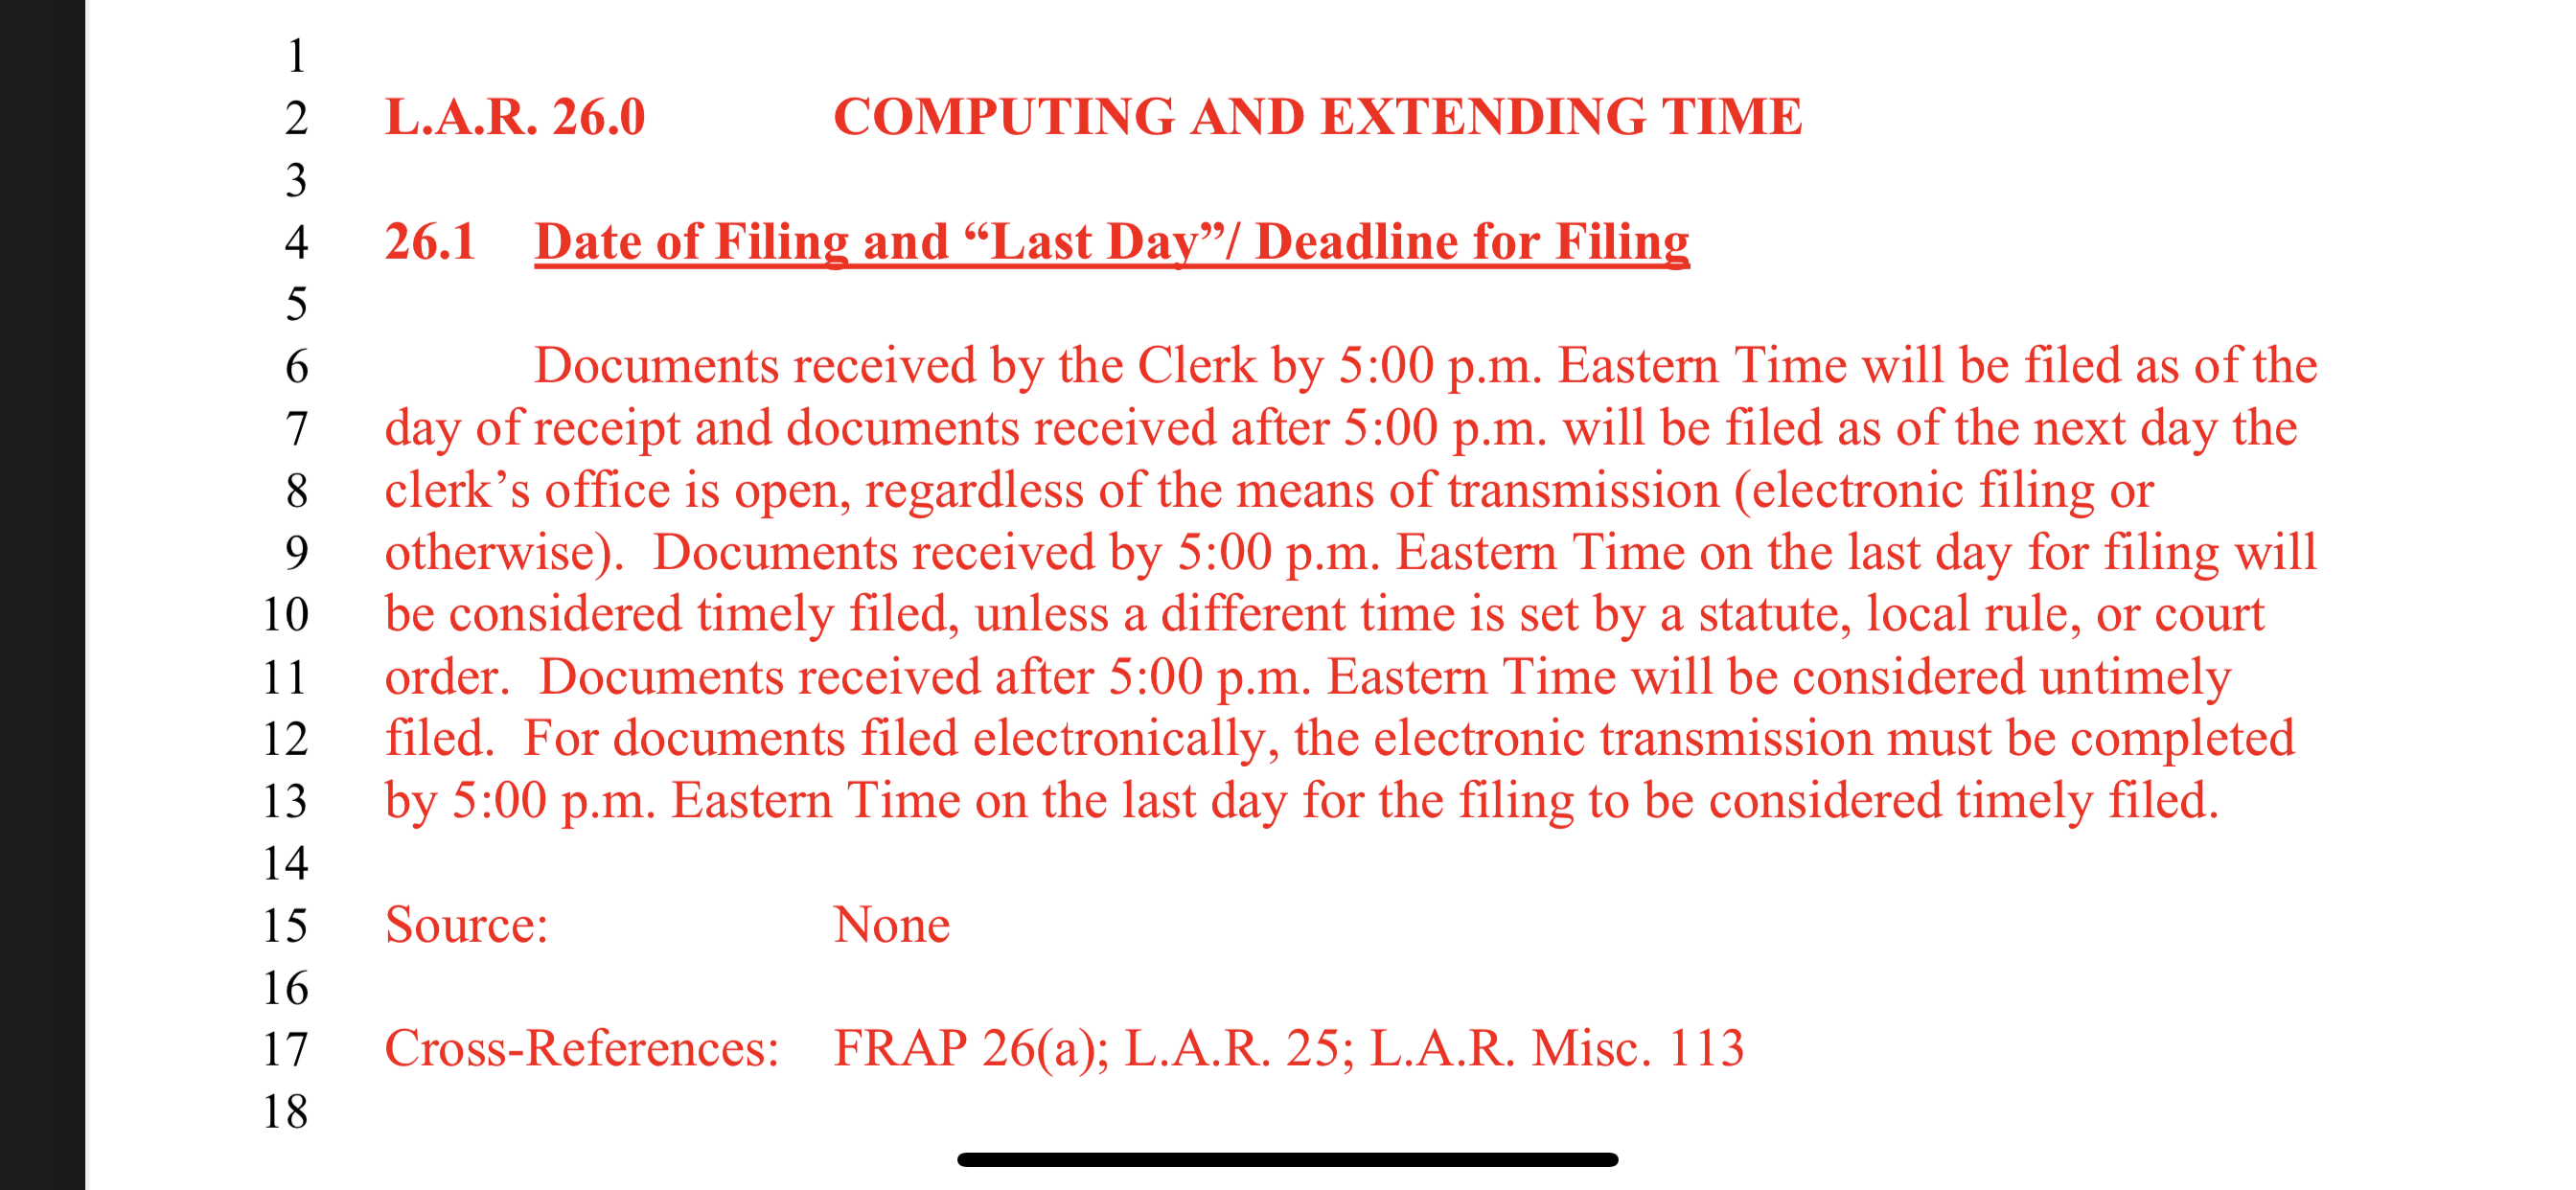 1
2 L.A.R. 26.0 COMPUTING AND EXTENDING TIME
3
4 26.1 Date of Filing and “Last Day”/ Deadline for Filing
5
6 Documents received by the Clerk by 5:00 p.m. Eastern Time will be filed as of the
7 day of receipt and documents received after 5:00 p.m. will be filed as of the next day the
8 clerk’s office is open, regardless of the means of transmission (electronic filing or
9 otherwise).  Documents received by 5:00 p.m. Eastern Time on the last day for filing will
10 be considered timely filed, unless a different time is set by a statute, local rule, or court
11 order.  Documents received after 5:00 p.m. Eastern Time will be considered untimely
12 filed.  For documents filed electronically, the electronic transmission must be completed
13 by 5:00 p.m. Eastern Time on the last day for the filing to be considered timely filed.
14
15 Source: None
16
17 Cross-References: FRAP 26(a); L.A.R. 25; L.A.R. Misc. 113
18